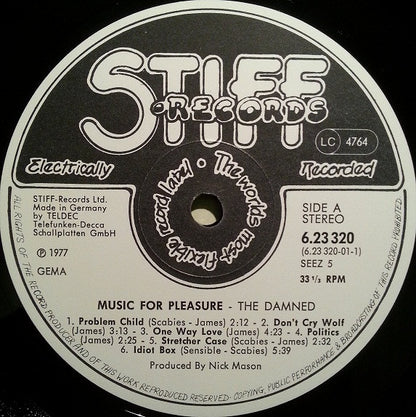 STIFF
·RECORDS
LC 4764
Electrically
Recorded
The worlds most flexible record label ·
STIFF-Records Ltd.
Made in Germany
by TELDEC
Telefunken-Decca
Schallplatten GmbH
℗ 1977
GEMA
SIDE A
STEREO
6.23 320
(6.23 320-01-1)
SEEZ 5
33 1/3 RPM
MUSIC FOR PLEASURE - THE DAMNED
1. Problem Child (Scabies - James) 2:12 - 2. Don't Cry Wolf
(James) 3:13 - 3. One Way Love (James) 4:23 - 4. Politics
(James) 2:25 - 5. Stretcher Case (Scabies - James) 2:32
- 6. Idiot Box (Sensible - Scabies) 5:39
Produced By Nick Mason
ALL RIGHTS OF THE RECORD PRODUCER AND OF THIS WORK REPRODUCED RESERVED· COPYING, PUBLIC PERFORMANCE & BROADCASTING OF THIS RECORD· PROHIBITED.